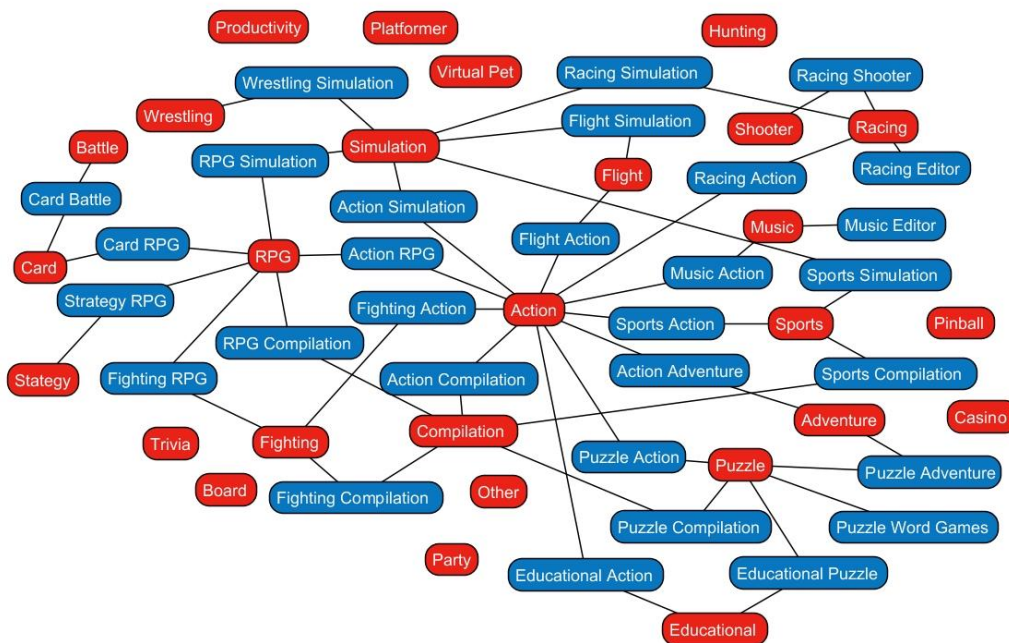 Productivity
Platformer
Hunting
Virtual Pet
Racing Simulation
Racing Shooter
Wrestling Simulation
Wrestling
Flight Simulation
Shooter
Racing
Battle
Simulation
RPG Simulation
Flight
Racing Action
Racing Editor
Card Battle
Action Simulation
Music
Music Editor
Card RPG
Flight Action
RPG
Action RPG
Card
Music Action
Sports Simulation
Strategy RPG
Fighting Action
Action
Sports Action
Sports
Pinball
RPG Compilation
Stategy
Fighting RPG
Action Compilation
Action Adventure
Sports Compilation
Casino
Adventure
Trivia
Fighting
Compilation
Puzzle Action
Puzzle
Puzzle Adventure
Board
Fighting Compilation
Other
Puzzle Compilation
Puzzle Word Games
Party
Educational Action
Educational Puzzle
Educational